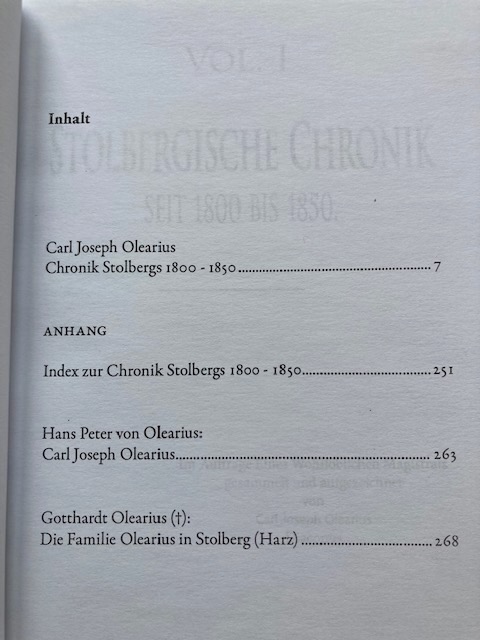 Inhalt
Carl Joseph Olearius
Chronik Stolbergs 1800 - 1850 ........ 7
ANHANG
Index zur Chronik Stolbergs 1800 - 1850 ........ 251
Hans Peter von Olearius:
Carl Joseph Olearius ........ 263
Gotthardt Olearius (†):
Die Familie Olearius in Stolberg (Harz) ........ 268
VOL. I
STOLBERGISCHE CHRONIK
SEIT 1800 BIS 1850.